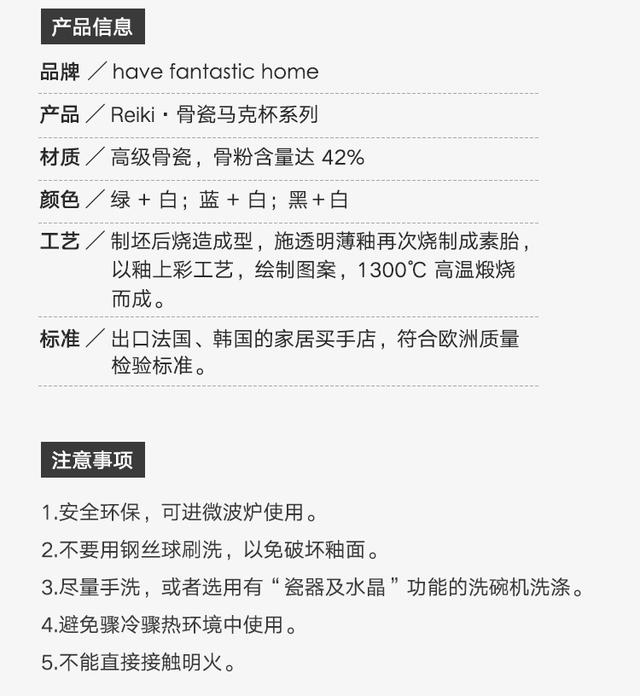 产品信息
品牌 / have fantastic home
产品 / Reiki · 骨瓷马克杯系列
材质 / 高级骨瓷，骨粉含量达 42%
颜色 / 绿 + 白；蓝 + 白；黑＋白
工艺 / 制坯后烧造成型，施透明薄釉再次烧制成素胎，
以釉上彩工艺，绘制图案，1300℃ 高温煅烧
而成。
标准 / 出口法国、韩国的家居买手店，符合欧洲质量
检验标准。
注意事项
1.安全环保，可进微波炉使用。
2.不要用钢丝球刷洗，以免破坏釉面。
3.尽量手洗，或者选用有“瓷器及水晶”功能的洗碗机洗涤。
4.避免骤冷骤热环境中使用。
5.不能直接接触明火。